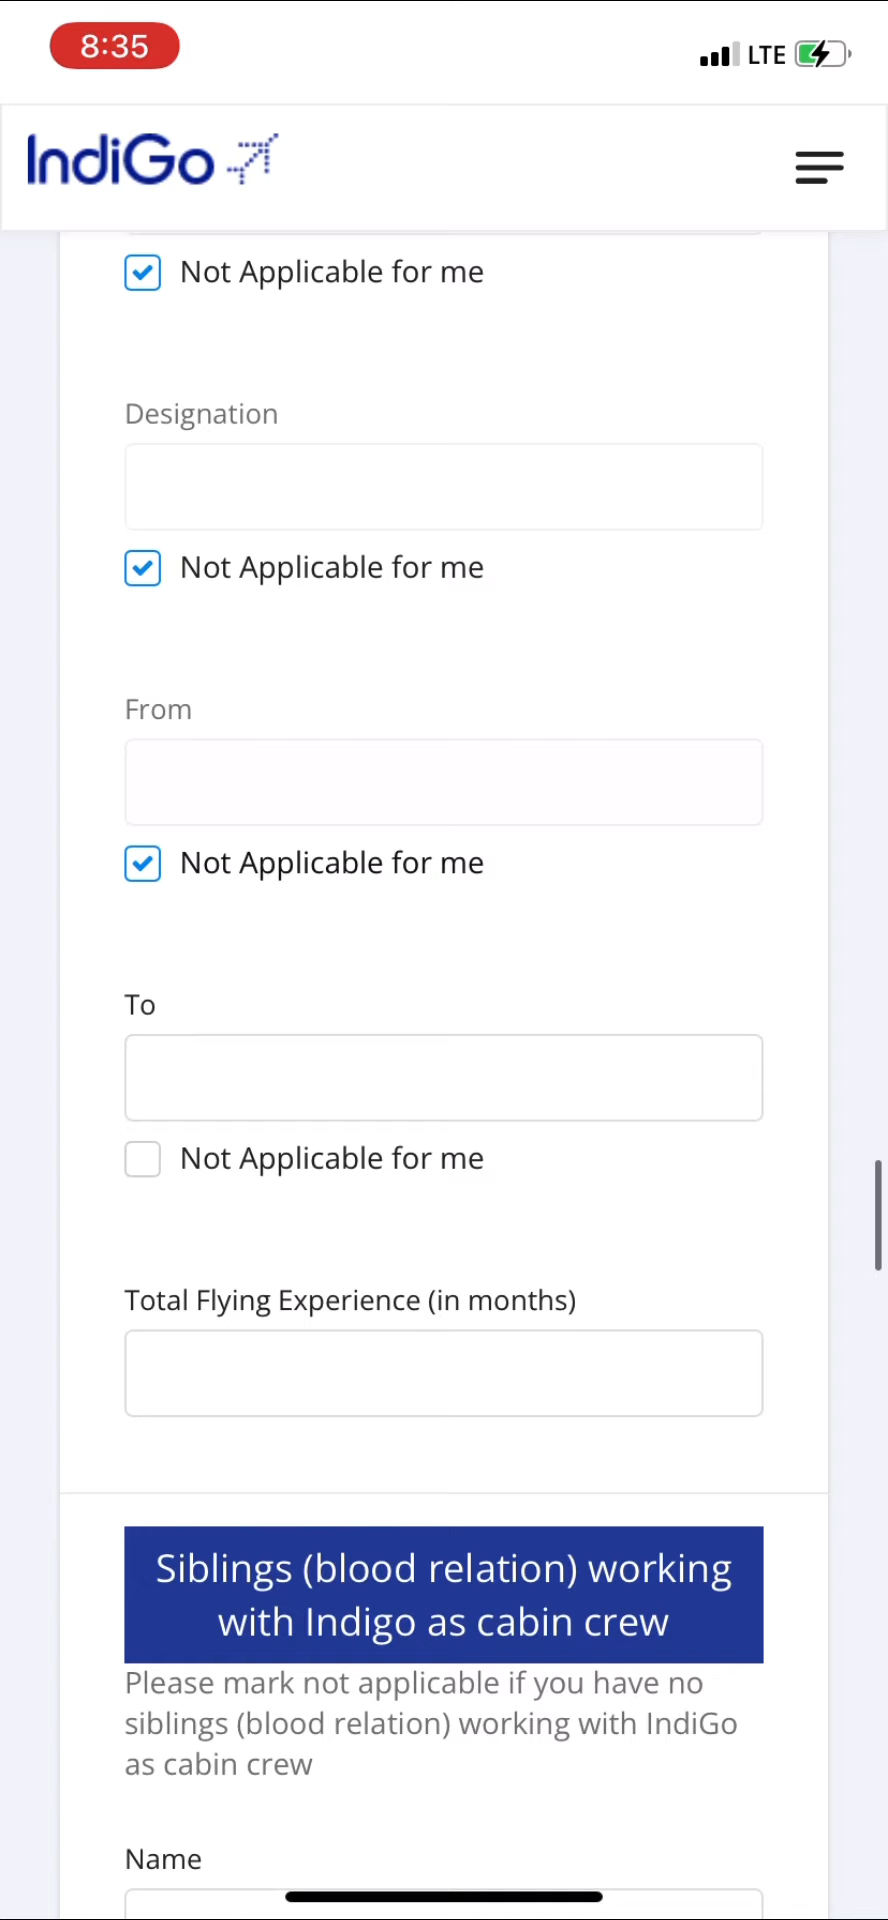 8:35
LTE
IndiGo
Not Applicable for me
Designation
Not Applicable for me
From
Not Applicable for me
To
Not Applicable for me
Total Flying Experience (in months)
Siblings (blood relation) working
with Indigo as cabin crew
Please mark not applicable if you have no
siblings (blood relation) working with IndiGo
as cabin crew
Name